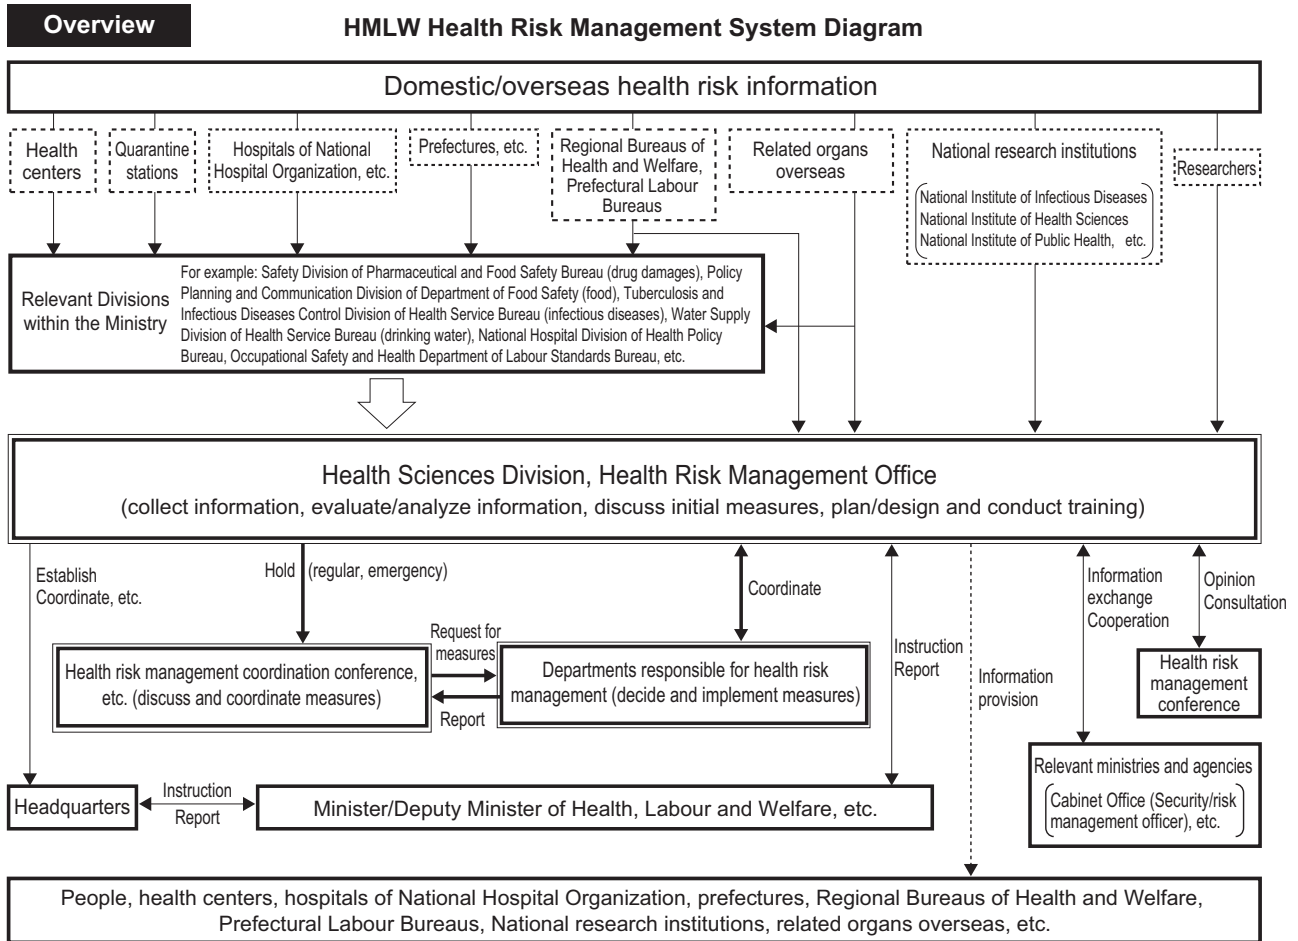 Overview
HMLW Health Risk Management System Diagram
Domestic/overseas health risk information
Health
centers
Quarantine
stations
Hospitals of National
Hospital Organization, etc.
Prefectures, etc.
Regional Bureaus of
Health and Welfare,
Prefectural Labour
Bureaus
Related organs
overseas
National research institutions
National Institute of Infectious Diseases
National Institute of Health Sciences
National Institute of Public Health, etc.
Researchers
Relevant Divisions
within the Ministry
For example: Safety Division of Pharmaceutical and Food Safety Bureau (drug damages), Policy
Planning and Communication Division of Department of Food Safety (food), Tuberculosis and
Infectious Diseases Control Division of Health Service Bureau (infectious diseases), Water Supply
Division of Health Service Bureau (drinking water), National Hospital Division of Health Policy
Bureau, Occupational Safety and Health Department of Labour Standards Bureau, etc.
Health Sciences Division, Health Risk Management Office
(collect information, evaluate/analyze information, discuss initial measures, plan/design and conduct training)
Establish
Coordinate, etc.
Hold (regular, emergency)
Coordinate
Instruction
Report
Information
provision
Information
exchange
Cooperation
Opinion
Consultation
Health risk management coordination conference,
etc. (discuss and coordinate measures)
Request for
measures
Report
Departments responsible for health risk
management (decide and implement measures)
Health risk
management
conference
Relevant ministries and agencies
Cabinet Office (Security/risk
management officer), etc.
Headquarters
Instruction
Report
Minister/Deputy Minister of Health, Labour and Welfare, etc.
People, health centers, hospitals of National Hospital Organization, prefectures, Regional Bureaus of Health and Welfare,
Prefectural Labour Bureaus, National research institutions, related organs overseas, etc.